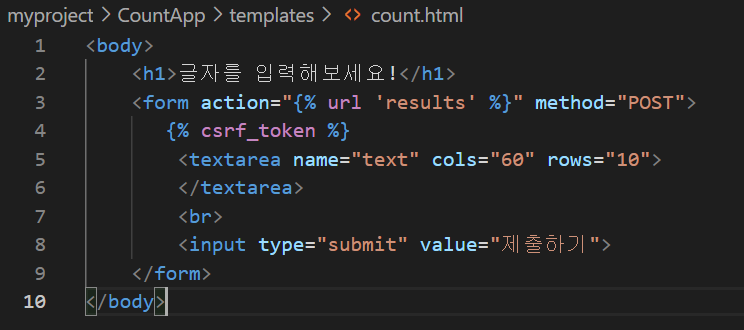 myproject > CountApp > templates > <> count.html
1 <body>
2 <h1>글자를 입력해보세요!</h1>
3 <form action="{% url 'results' %}" method="POST">
4 {% csrf_token %}
5 <textarea name="text" cols="60" rows="10">
6 </textarea>
7 <br>
8 <input type="submit" value="제출하기">
9 </form>
10 </body>